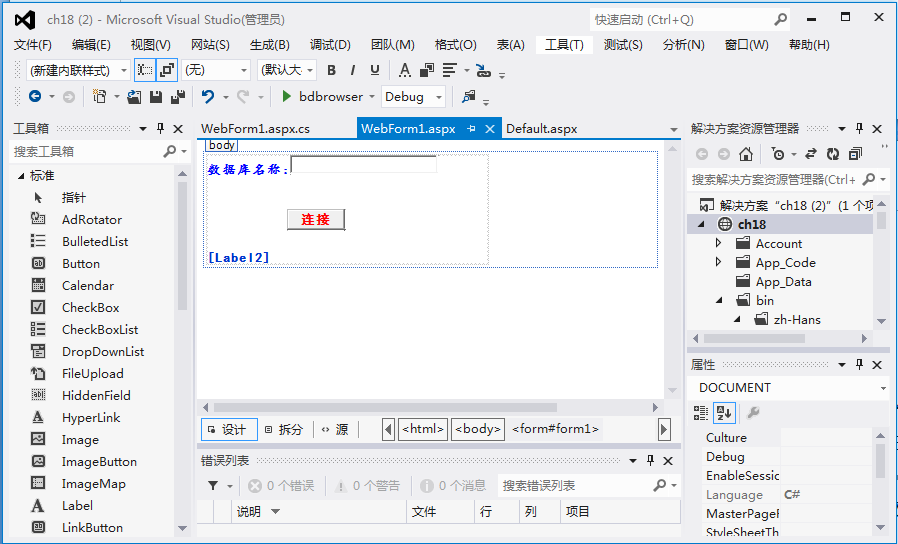 ch18 (2) - Microsoft Visual Studio(管理员)
快速启动 (Ctrl+Q)
文件(F) 编辑(E) 视图(V) 网站(S) 生成(B) 调试(D) 团队(M) 格式(O) 表(A) 工具(T) 测试(S) 分析(N) 窗口(W) 帮助(H)
(新建内联样式) (无) (默认大 B I U A
bdbrowser Debug
工具箱
搜索工具箱
标准
指针
AdRotator
BulletedList
Button
Calendar
CheckBox
CheckBoxList
DropDownList
FileUpload
HiddenField
HyperLink
Image
ImageButton
ImageMap
Label
LinkButton
WebForm1.aspx.cs WebForm1.aspx Default.aspx
body
数据库名称:
连接
[Label2]
设计 拆分 源 <html> <body> <form#form1>
错误列表
0 个错误 0 个警告 0 个消息 搜索错误列表
说明 文件 行 列 项目
解决方案资源管理器
搜索解决方案资源管理器(Ctrl+
解决方案 "ch18 (2)" (1 个项
ch18
Account
App_Code
App_Data
bin
zh-Hans
属性
DOCUMENT
Culture
Debug
EnableSessio
Language C#
MasterPageF
StyleSheetTh